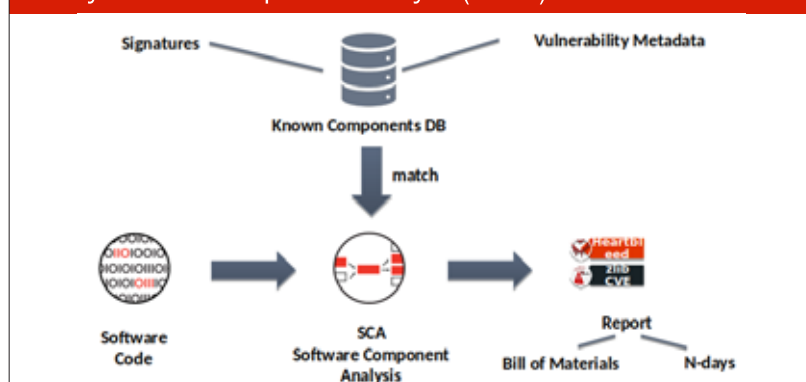 Signatures
Vulnerability Metadata
Known Components DB
match
Heartbl
eed
zlib
CVE
Software
Code
SCA
Software Component
Analysis
Report
Bill of Materials
N-days